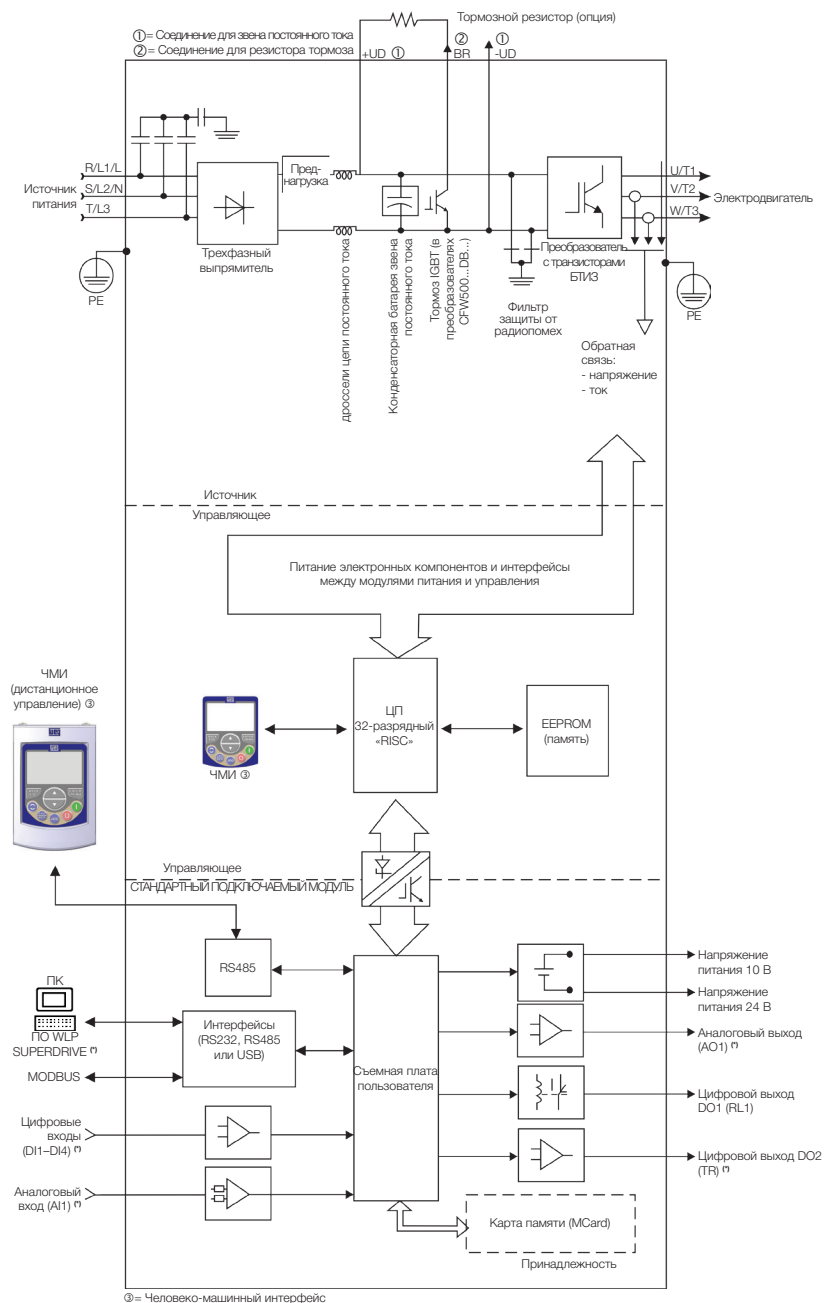 Тормозной резистор (опция)
①= Соединение для звена постоянного тока
②= Соединение для резистора тормоза
+UD ①
②
BR
①
-UD
R/L1/L
S/L2/N
T/L3
Источник
питания
PE
Трехфазный
выпрямитель
Пред-
нагрузка
дроссели цепи постоянного тока
Конденсаторная батарея звена
постоянного тока
Тормоз IGBT (в
преобразователях
CFW500...DB...)
Фильтр
защиты от
радиопомех
Преобразователь
с транзисторами
БТИЗ
U/T1
V/T2
W/T3
Электродвигатель
PE
Обратная
связь:
- напряжение
- ток
Источник
Управляющее
Питание электронных компонентов и интерфейсы
между модулями питания и управления
ЧМИ
(дистанционное
управление) ③
ЧМИ ③
ЦП
32-разрядный
«RISC»
EEPROM
(память)
Управляющее
СТАНДАРТНЫЙ ПОДКЛЮЧАЕМЫЙ МОДУЛЬ
RS485
ПК
ПО WLP
SUPERDRIVE (*)
MODBUS
Интерфейсы
(RS232, RS485
или USB)
Цифровые
входы
(DI1–DI4) (*)
Аналоговый
вход (AI1) (*)
Съемная плата
пользователя
Напряжение
питания 10 В
Напряжение
питания 24 В
Аналоговый выход
(AO1) (*)
Цифровой выход
DO1 (RL1)
Цифровой выход DO2
(TR) (*)
Карта памяти (MCard)
Принадлежность
③= Человеко-машинный интерфейс